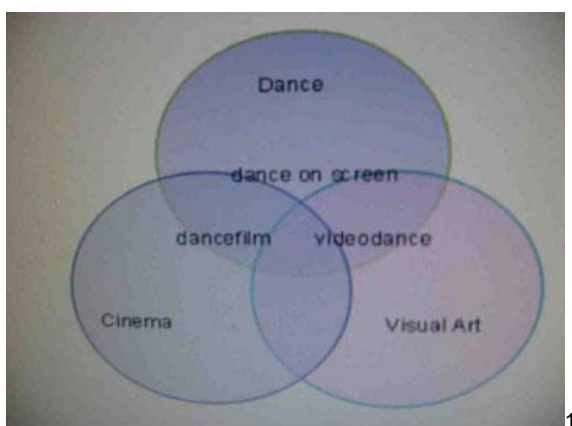 Dance
dance on screen
dancefilm videodance
Cinema
Visual Art
1